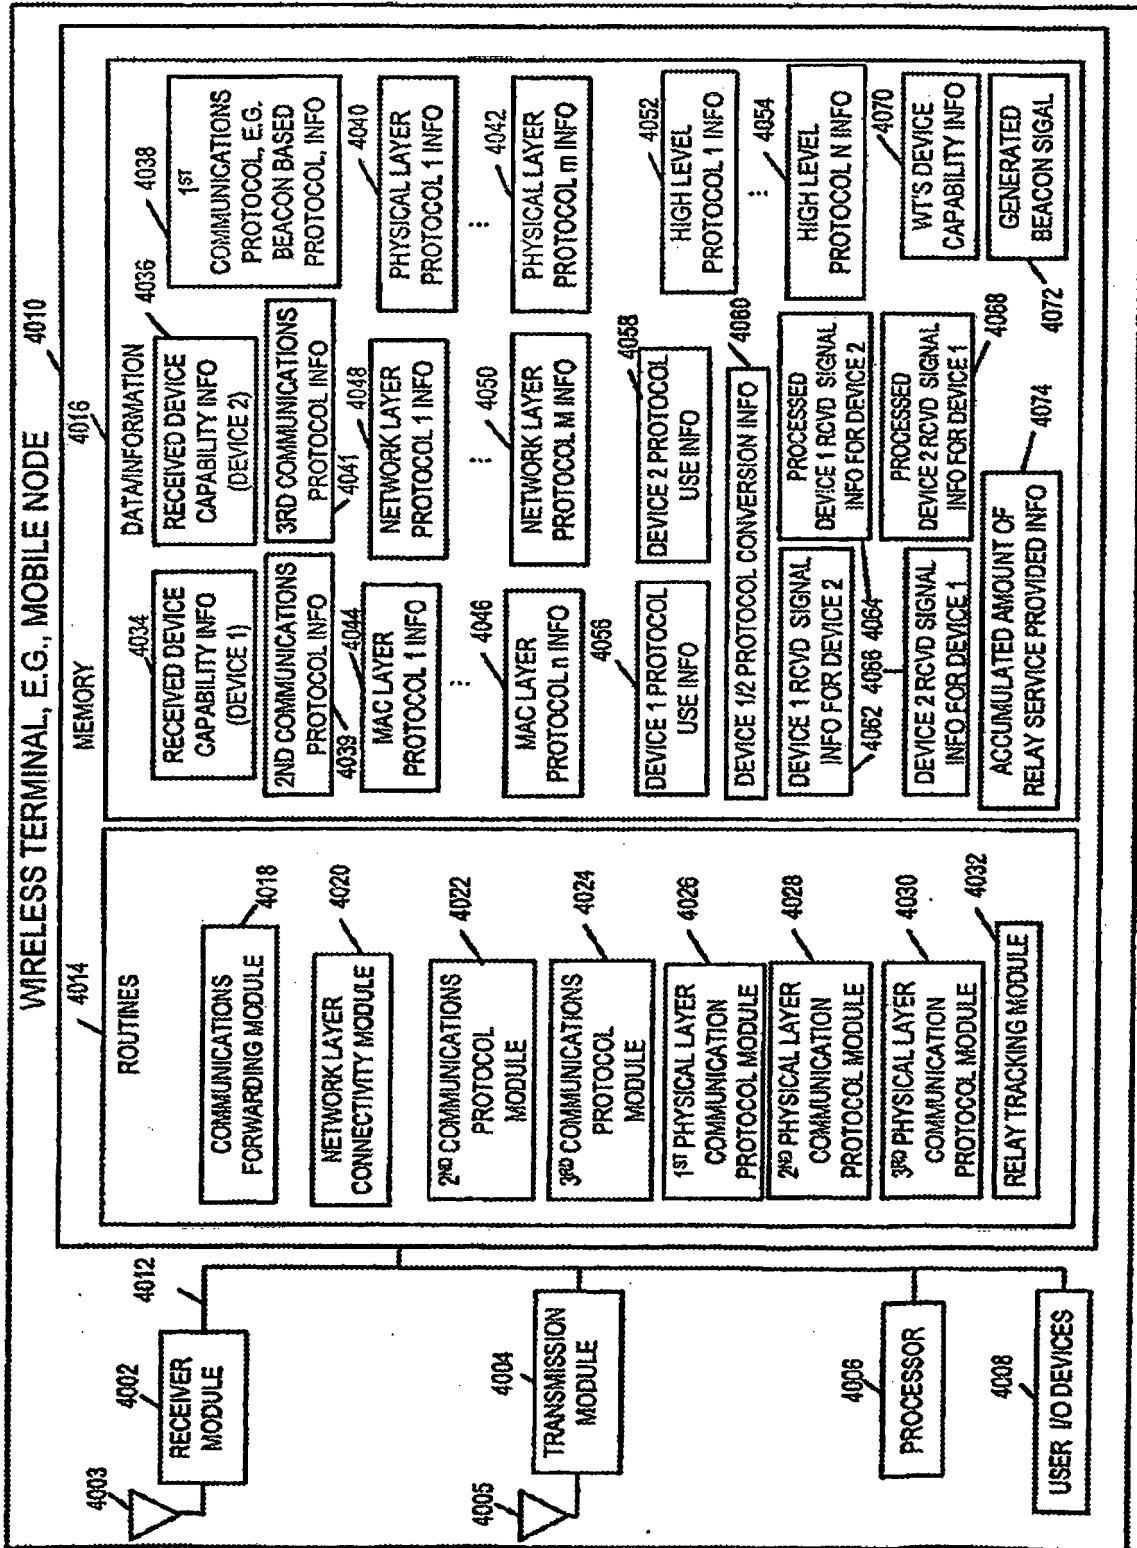 WIRELESS TERMINAL, E.G., MOBILE NODE
4010
MEMORY
4003
4002
RECEIVER
MODULE
4012
4005
4004
TRANSMISSION
MODULE
4006
PROCESSOR
4008
USER I/O DEVICES
4014
ROUTINES
COMMUNICATIONS
FORWARDING MODULE
4018
NETWORK LAYER
CONNECTIVITY MODULE
4020
2ND COMMUNICATIONS
PROTOCOL
MODULE
4022
3RD COMMUNICATIONS
PROTOCOL
MODULE
4024
1ST PHYSICAL LAYER
COMMUNICATION
PROTOCOL MODULE
4026
2ND PHYSICAL LAYER
COMMUNICATION
PROTOCOL MODULE
4028
3RD PHYSICAL LAYER
COMMUNICATION
PROTOCOL MODULE
4030
RELAY TRACKING MODULE
4032
4016
DATA/INFORMATION
4034
RECEIVED DEVICE
CAPABILITY INFO
(DEVICE 1)
4036
RECEIVED DEVICE
CAPABILITY INFO
(DEVICE 2)
4038
1ST
COMMUNICATIONS
PROTOCOL, E.G.
BEACON BASED
PROTOCOL, INFO
2ND COMMUNICATIONS
PROTOCOL INFO
4039
3RD COMMUNICATIONS
PROTOCOL INFO
4041
4044
MAC LAYER
PROTOCOL 1 INFO
4048
NETWORK LAYER
PROTOCOL 1 INFO
4040
PHYSICAL LAYER
PROTOCOL 1 INFO
...
4046
MAC LAYER
PROTOCOL n INFO
...
4050
NETWORK LAYER
PROTOCOL M INFO
...
4042
PHYSICAL LAYER
PROTOCOL m INFO
4056
DEVICE 1 PROTOCOL
USE INFO
4058
DEVICE 2 PROTOCOL
USE INFO
4052
HIGH LEVEL
PROTOCOL 1 INFO
DEVICE 1/2 PROTOCOL CONVERSION INFO
4060
...
4054
HIGH LEVEL
PROTOCOL N INFO
DEVICE 1 RCVD SIGNAL
INFO FOR DEVICE 2
4062
PROCESSED
DEVICE 1 RCVD SIGNAL
INFO FOR DEVICE 2
4064
4070
WT'S DEVICE
CAPABILITY INFO
4066
DEVICE 2 RCVD SIGNAL
INFO FOR DEVICE 1
PROCESSED
DEVICE 2 RCVD SIGNAL
INFO FOR DEVICE 1
4068
GENERATED
BEACON SIGAL
4072
ACCUMULATED AMOUNT OF
RELAY SERVICE PROVIDED INFO
4074